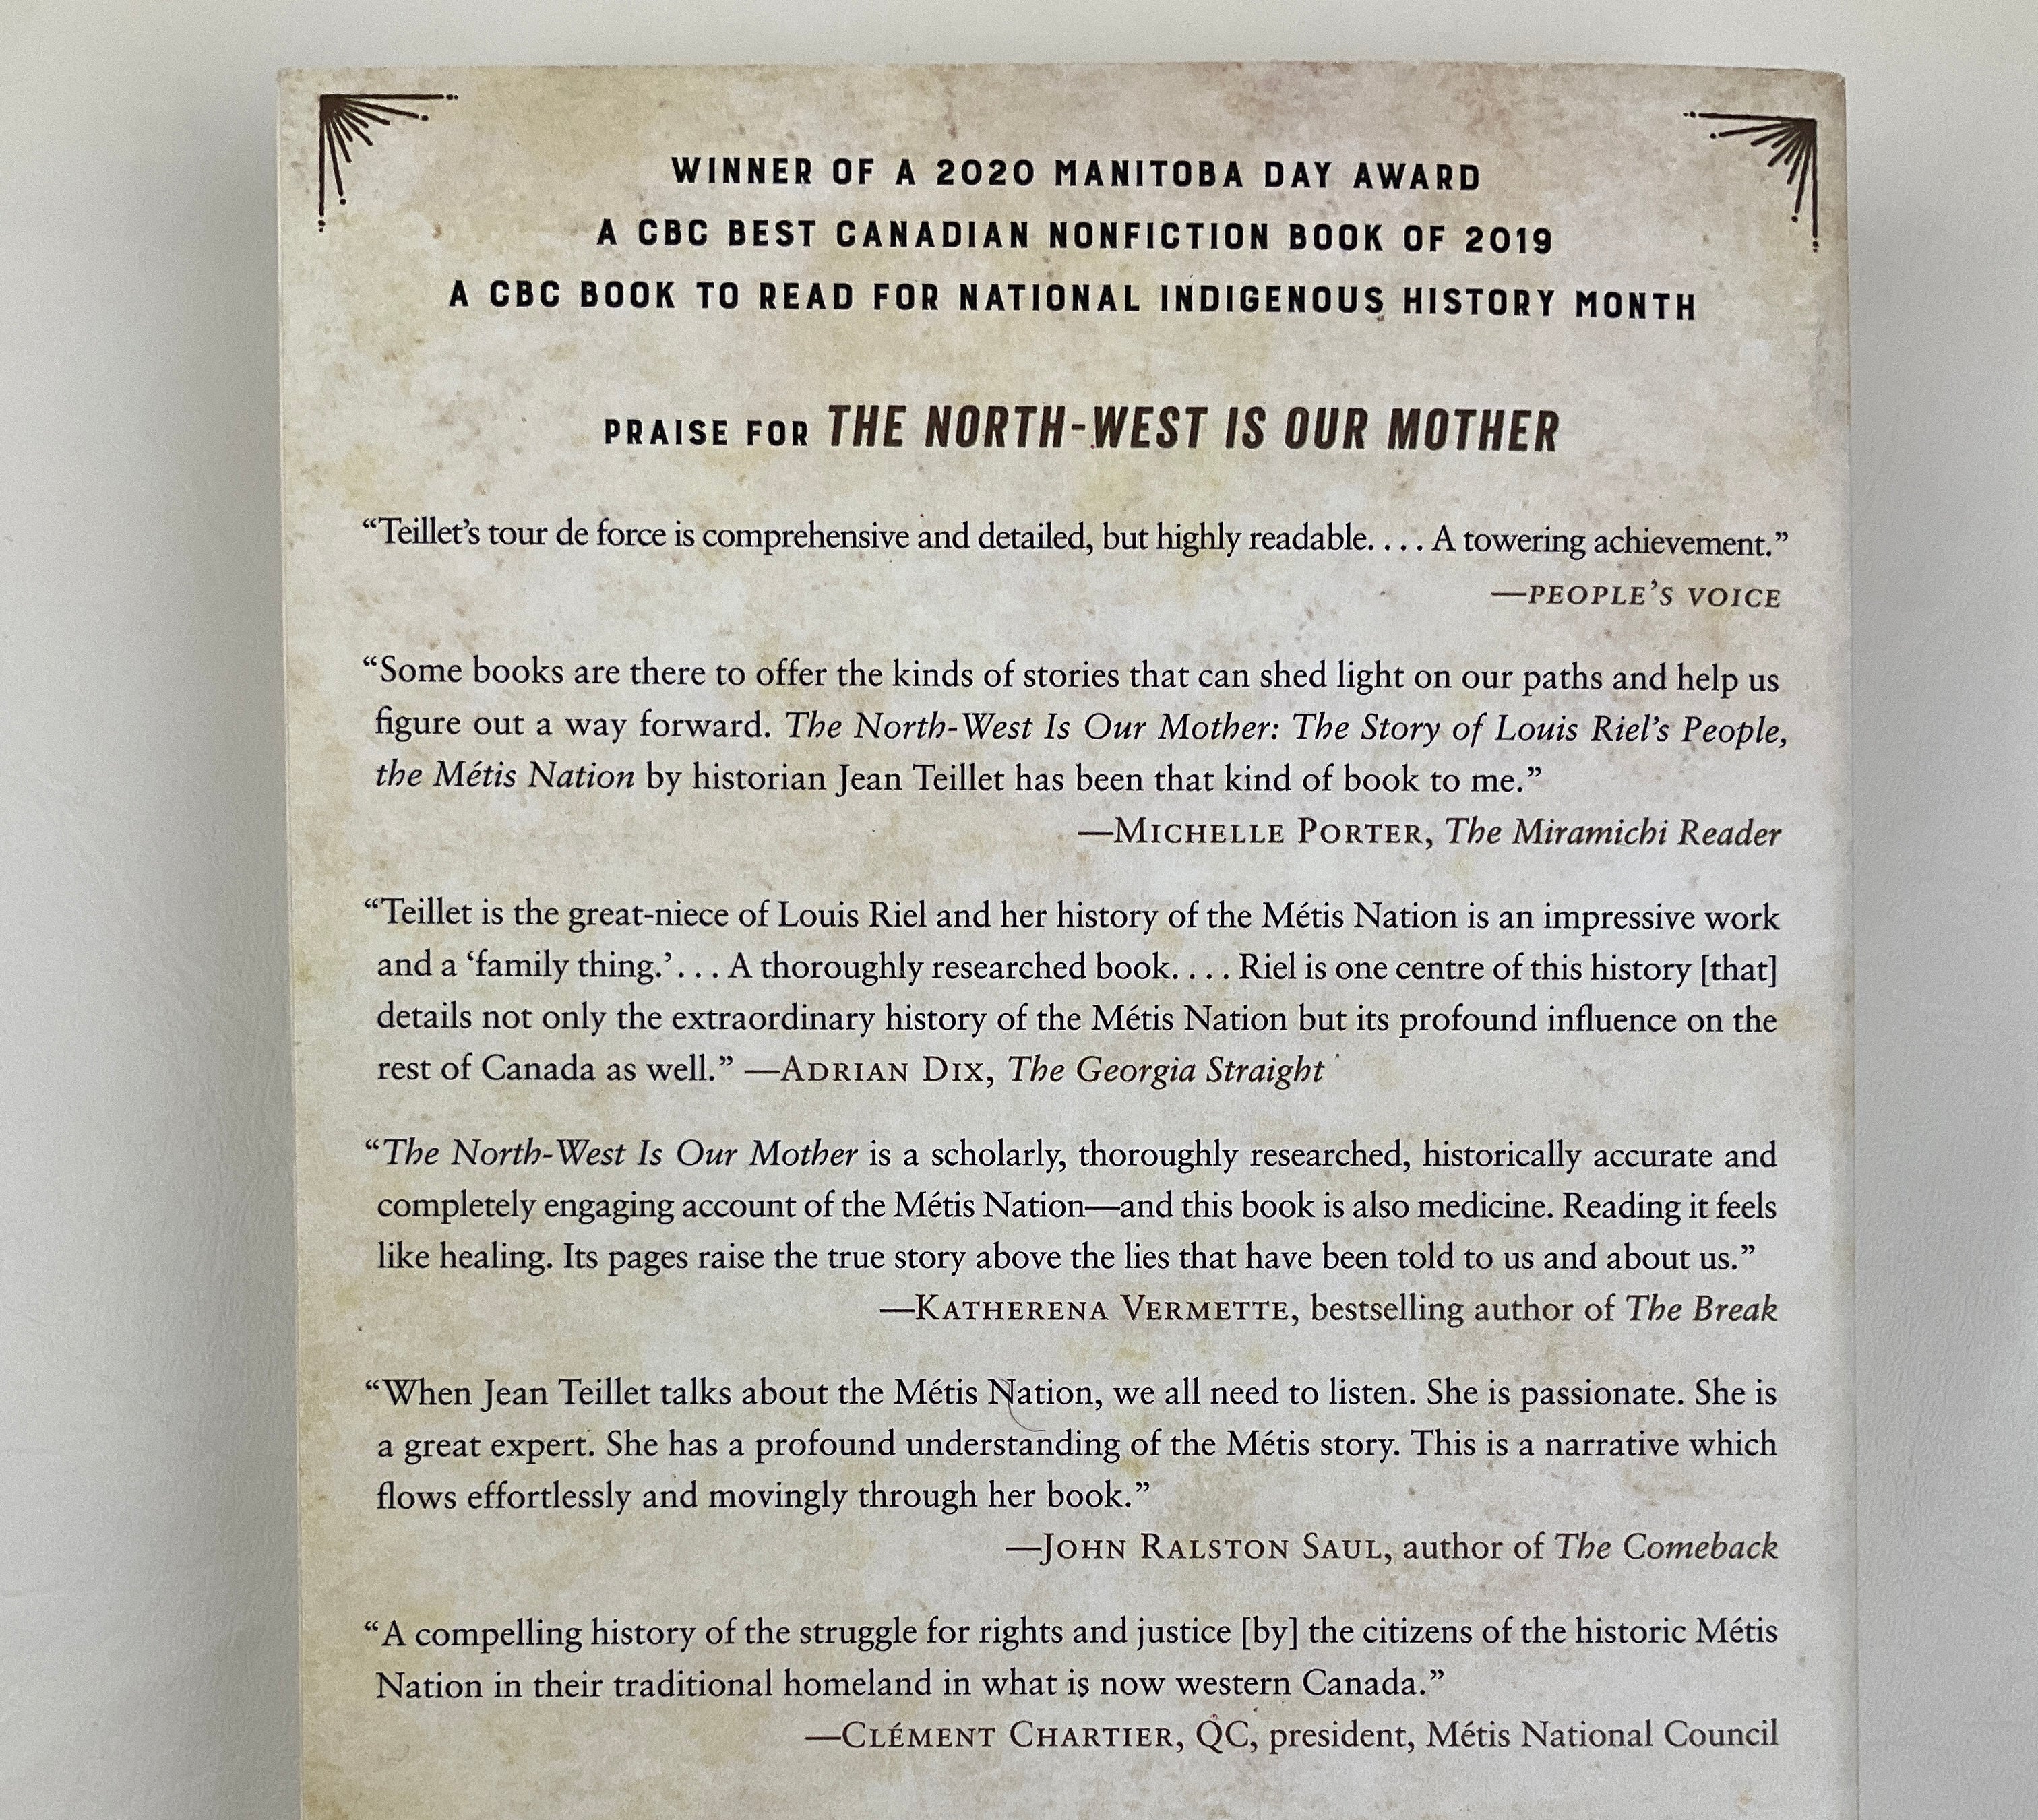 WINNER OF A 2020 MANITOBA DAY AWARD
A CBC BEST CANADIAN NONFICTION BOOK OF 2019
A CBC BOOK TO READ FOR NATIONAL INDIGENOUS HISTORY MONTH
PRAISE FOR THE NORTH-WEST IS OUR MOTHER
“Teillet’s tour de force is comprehensive and detailed, but highly readable. . . . A towering achievement.”
—PEOPLE’S VOICE
“Some books are there to offer the kinds of stories that can shed light on our paths and help us
figure out a way forward. The North-West Is Our Mother: The Story of Louis Riel’s People,
the Métis Nation by historian Jean Teillet has been that kind of book to me.”
—MICHELLE PORTER, The Miramichi Reader
“Teillet is the great-niece of Louis Riel and her history of the Métis Nation is an impressive work
and a ‘family thing.’ . . . A thoroughly researched book. . . . Riel is one centre of this history [that]
details not only the extraordinary history of the Métis Nation but its profound influence on the
rest of Canada as well.” —ADRIAN DIX, The Georgia Straight
“The North-West Is Our Mother is a scholarly, thoroughly researched, historically accurate and
completely engaging account of the Métis Nation—and this book is also medicine. Reading it feels
like healing. Its pages raise the true story above the lies that have been told to us and about us.”
—KATHERENA VERMETTE, bestselling author of The Break
“When Jean Teillet talks about the Métis Nation, we all need to listen. She is passionate. She is
a great expert. She has a profound understanding of the Métis story. This is a narrative which
flows effortlessly and movingly through her book.”
—JOHN RALSTON SAUL, author of The Comeback
“A compelling history of the struggle for rights and justice [by] the citizens of the historic Métis
Nation in their traditional homeland in what is now western Canada.”
—CLÉMENT CHARTIER, QC, president, Métis National Council